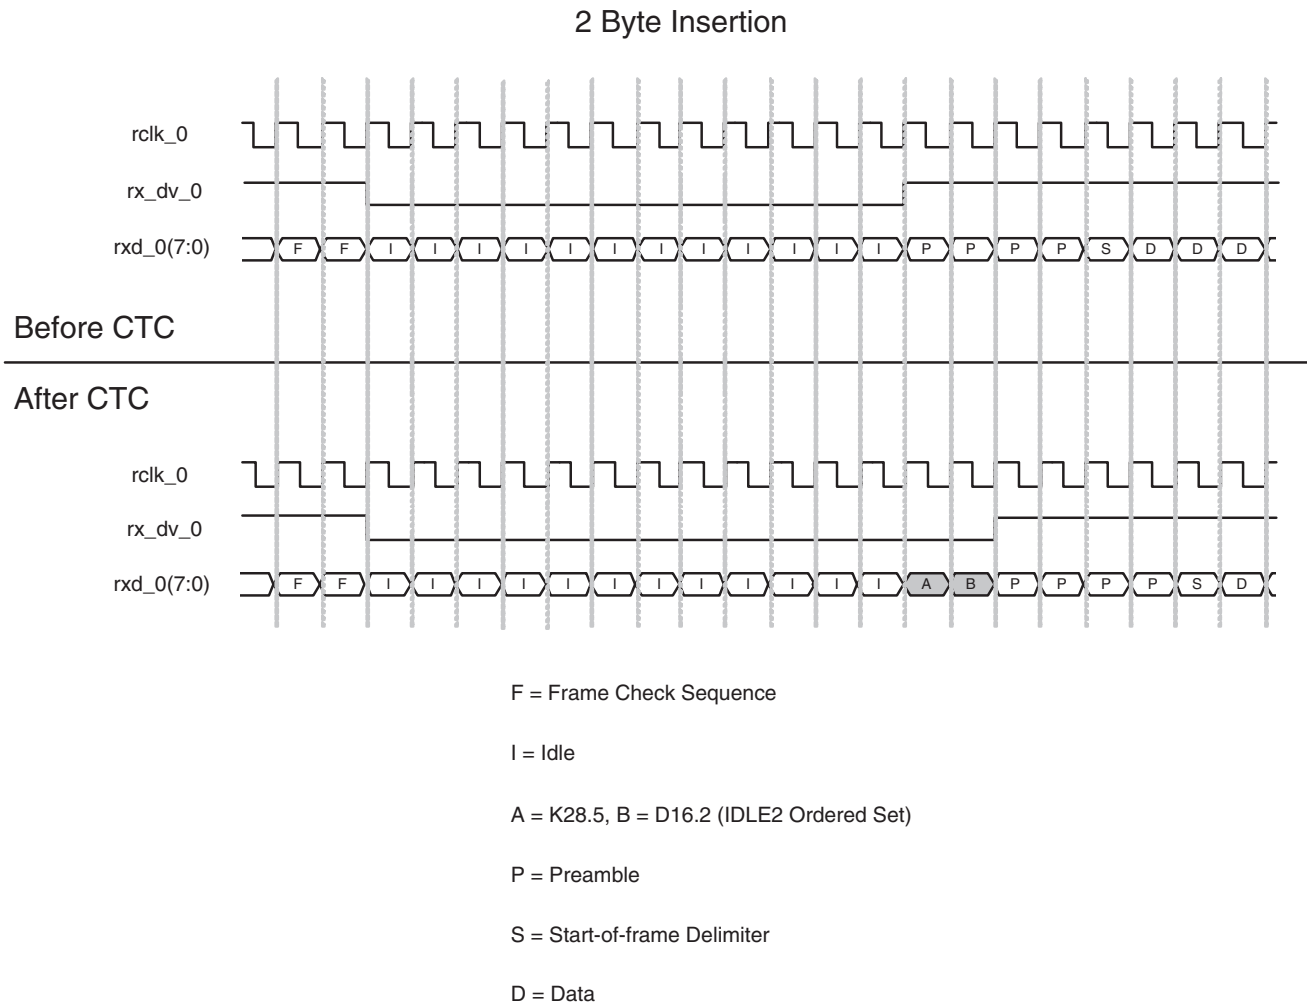 2 Byte Insertion
rclk_0
rx_dv_0
rxd_0(7:0) F F I I I I I I I I I I I I P P P P S D D D
Before CTC
After CTC
rclk_0
rx_dv_0
rxd_0(7:0) F F I I I I I I I I I I I I A B P P P P S D
F = Frame Check Sequence
I = Idle
A = K28.5, B = D16.2 (IDLE2 Ordered Set)
P = Preamble
S = Start-of-frame Delimiter
D = Data